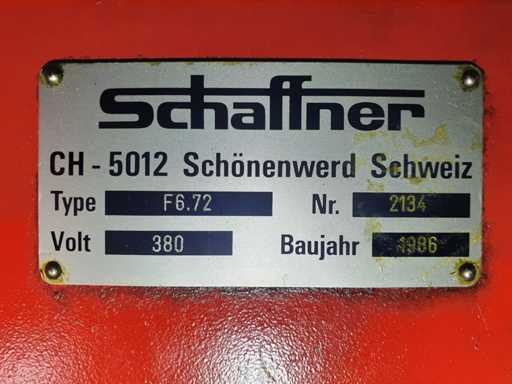 Schaffner
CH - 5012 Schönenwerd Schweiz
Type F6.72 Nr. 2134
Volt 380 Baujahr 1986